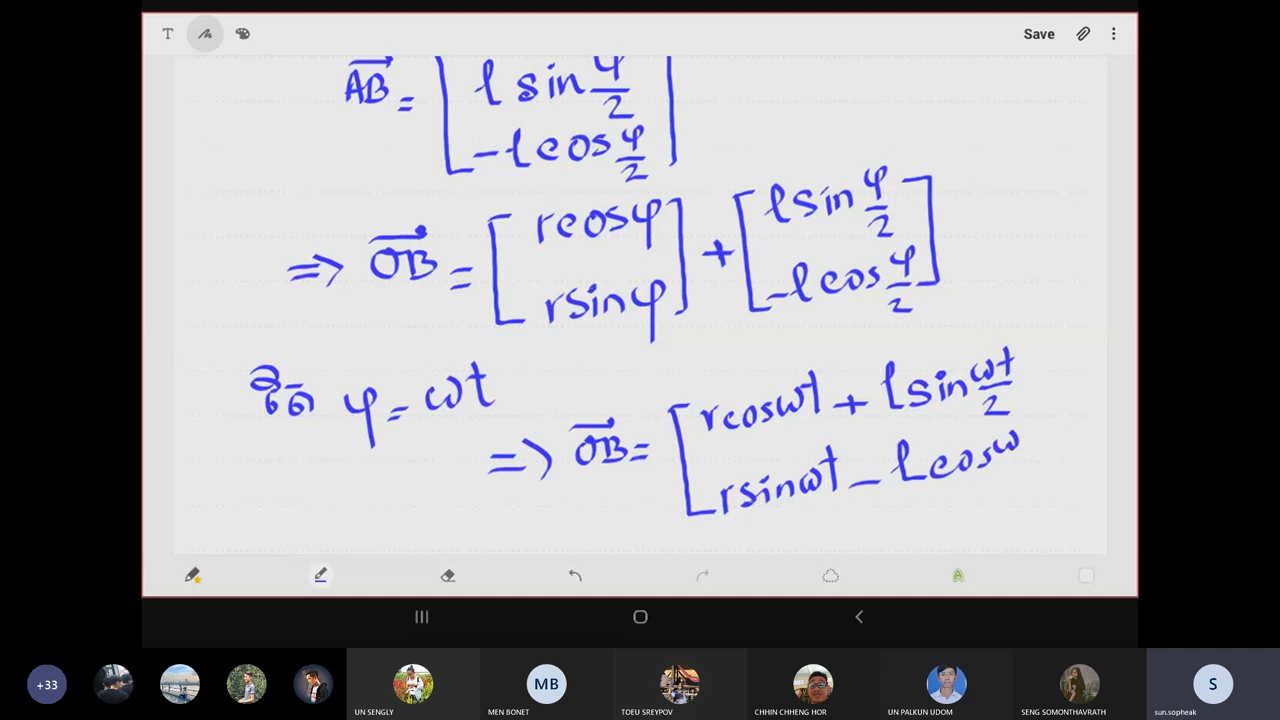 T Save
AB = [ l sin φ/2
-l cos φ/2 ]
=> OB = [ r cos φ
r sin φ ] + [ l sin φ/2
-l cos φ/2 ]
φ = ωt
=> OB = [ r cos ωt + l sin ωt/2
r sin ωt - l cos ω
+33
UN SENGLY
MB
MEN BONET
TOEU SREYPOV
CHHIN CHHENG HOR
UN PALKUN UDOM
SENG SOMONTHAVRATH
S
sun.sopheak